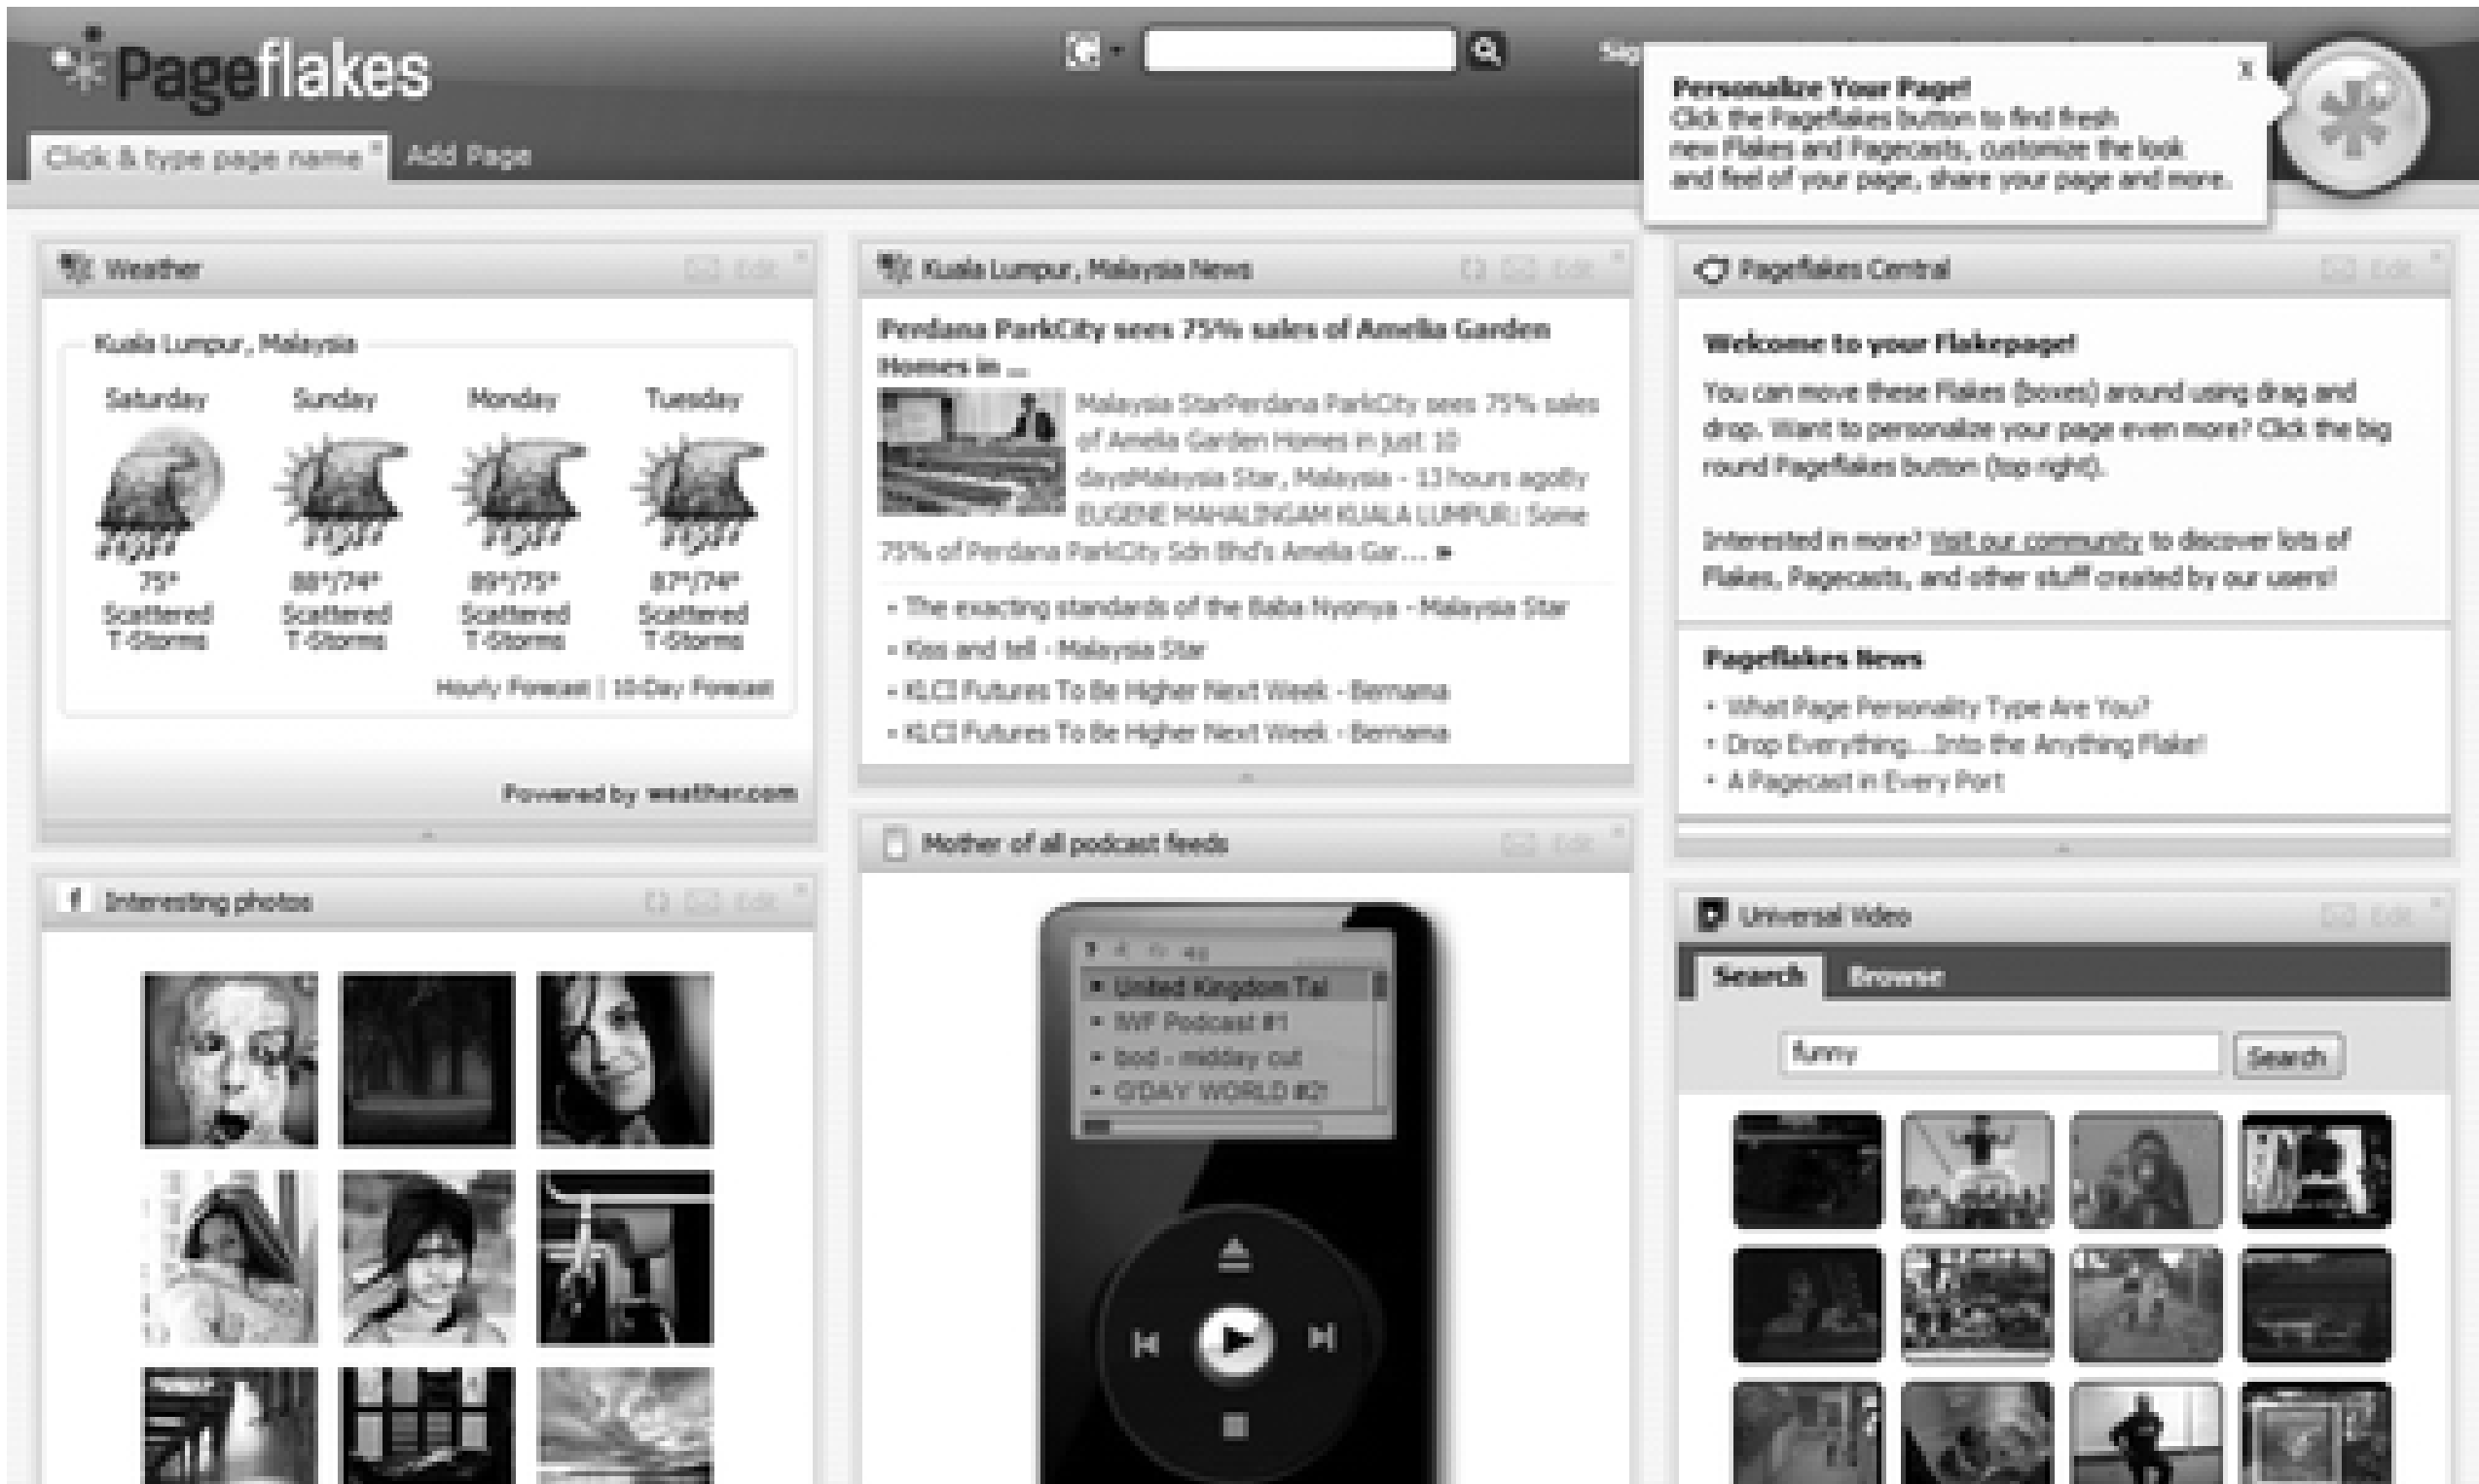 Pageflakes
Personalize Your Page!
Click the Pageflakes button to find fresh
new Flakes and Pagecasts, customize the look
and feel of your page, share your page and more.
x
Click & type page name
Add Page
Weather
Edit
Kuala Lumpur, Malaysia
Saturday Sunday Monday Tuesday
75° 88°/74° 89°/75° 87°/74°
Scattered Scattered Scattered Scattered
T-Storms T-Storms T-Storms T-Storms
Hourly Forecast | 10-Day Forecast
Powered by weather.com
Interesting photos
Edit
Kuala Lumpur, Malaysia News
Edit
Perdana ParkCity sees 75% sales of Amelia Garden
Homes in ...
Malaysia StarPerdana ParkCity sees 75% sales
of Amelia Garden Homes in just 10
daysMalaysia Star, Malaysia - 13 hours agoBy
EUGENE MAHALINGAM KUALA LUMPUR: Some
75% of Perdana ParkCity Sdn Bhd's Amelia Gar... »
• The exacting standards of the Baba Nyonya - Malaysia Star
• Kiss and tell - Malaysia Star
• KLCI Futures To Be Higher Next Week - Bernama
• KLCI Futures To Be Higher Next Week - Bernama
Mother of all podcast feeds
Edit
United Kingdom Tal
IWF Podcast #1
bod - midday cut
G'DAY WORLD #2
Pageflakes Central
Edit
Welcome to your Flakepage!
You can move these Flakes (boxes) around using drag and
drop. Want to personalize your page even more? Click the big
round Pageflakes button (top right).
Interested in more? Visit our community to discover lots of
Flakes, Pagecasts, and other stuff created by our users!
Pageflakes News
• What Page Personality Type Are You?
• Drop Everything...Into the Anything Flake!
• A Pagecast in Every Port
Universal Video
Edit
Search Browse
funny
Search